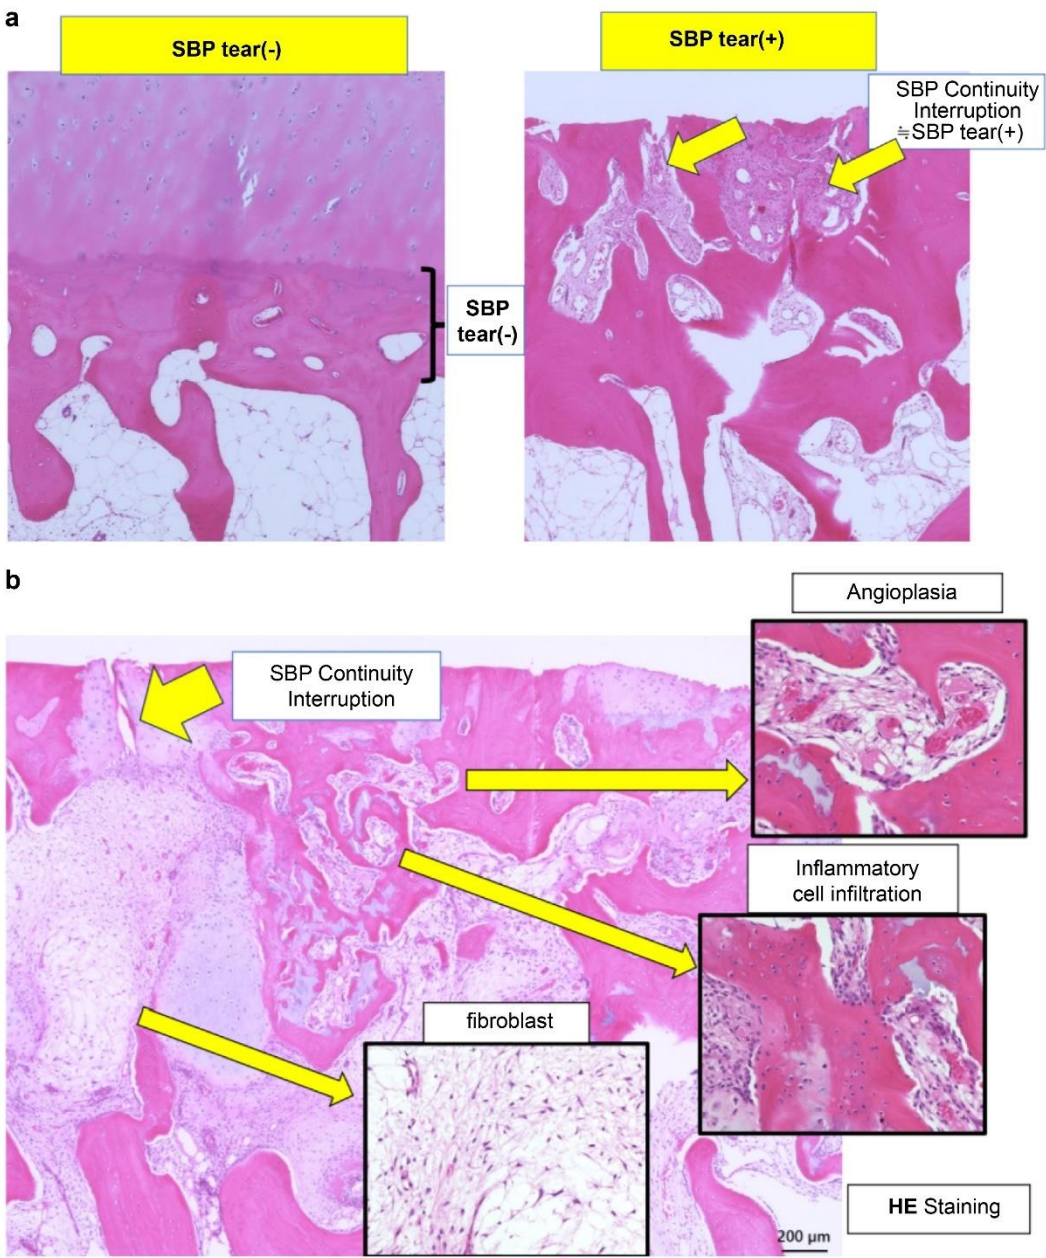 a
SBP tear(-)
SBP tear(+)
SBP Continuity
Interruption
≒SBP tear(+)
SBP
tear(-)
b
Angioplasia
SBP Continuity
Interruption
Inflammatory
cell infiltration
fibroblast
HE Staining
200 μm